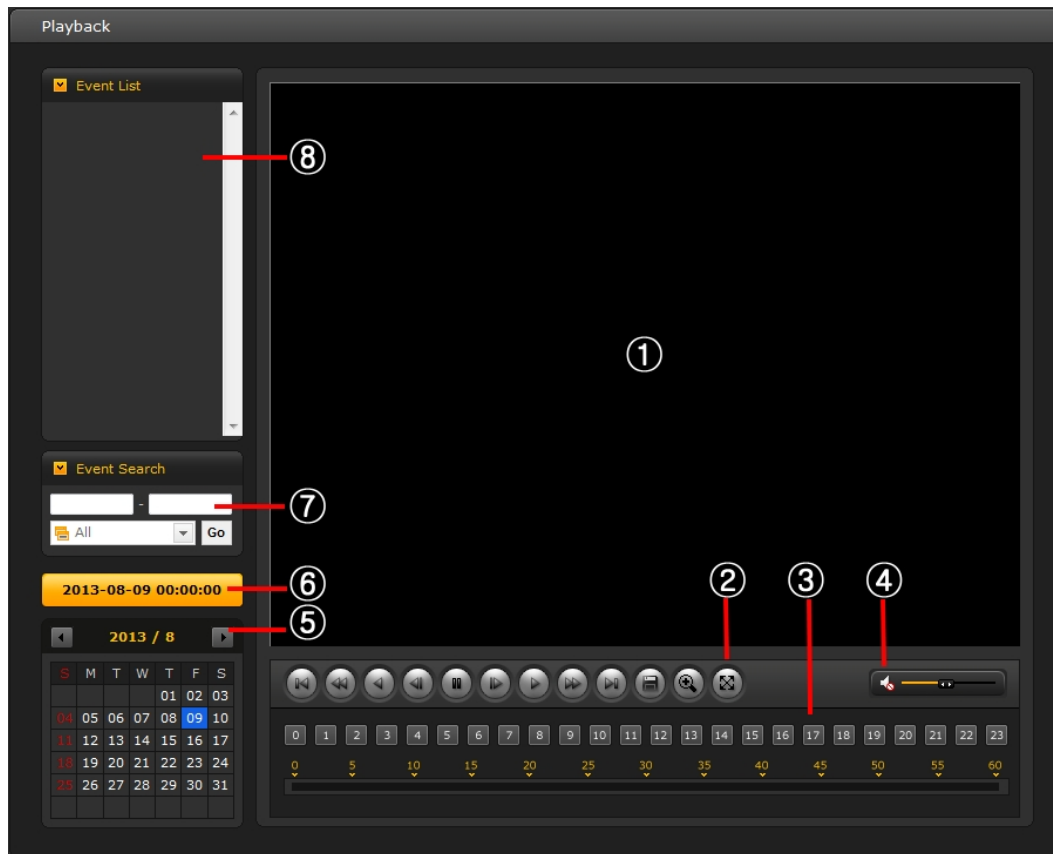 Playback
Event List
⑧
①
Event Search
-
⑦
All
Go
2013-08-09 00:00:00
⑥
②
③
④
⑤
2013 / 8
S M T W T F S
01 02 03
04 05 06 07 08 09 10
11 12 13 14 15 16 17
18 19 20 21 22 23 24
25 26 27 28 29 30 31
0 1 2 3 4 5 6 7 8 9 10 11 12 13 14 15 16 17 18 19 20 21 22 23
0 5 10 15 20 25 30 35 40 45 50 55 60